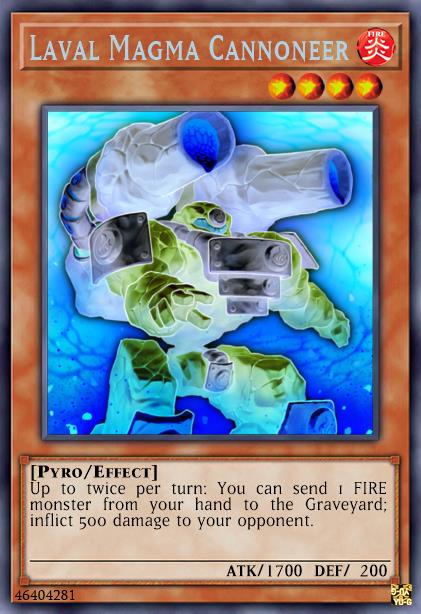 LAVAL MAGMA CANNONEER
FIRE
炎
[PYRO/EFFECT]
Up to twice per turn: You can send 1 FIRE
monster from your hand to the Graveyard;
inflict 500 damage to your opponent.
ATK/1700 DEF/ 200
46404281